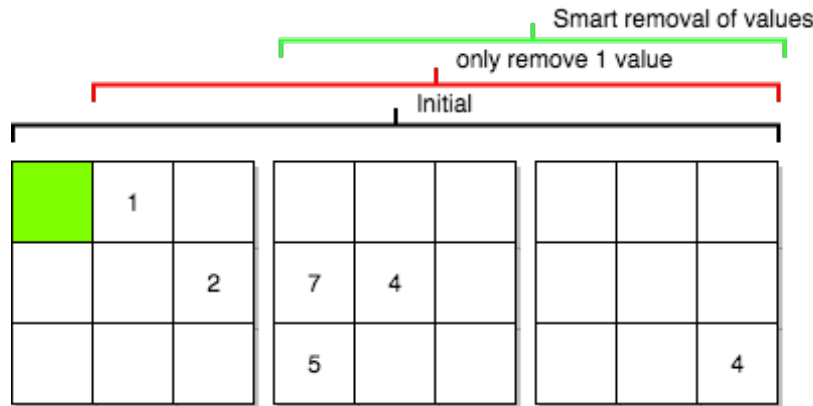 Smart removal of values
only remove 1 value
Initial
1
2 7 4
5 4